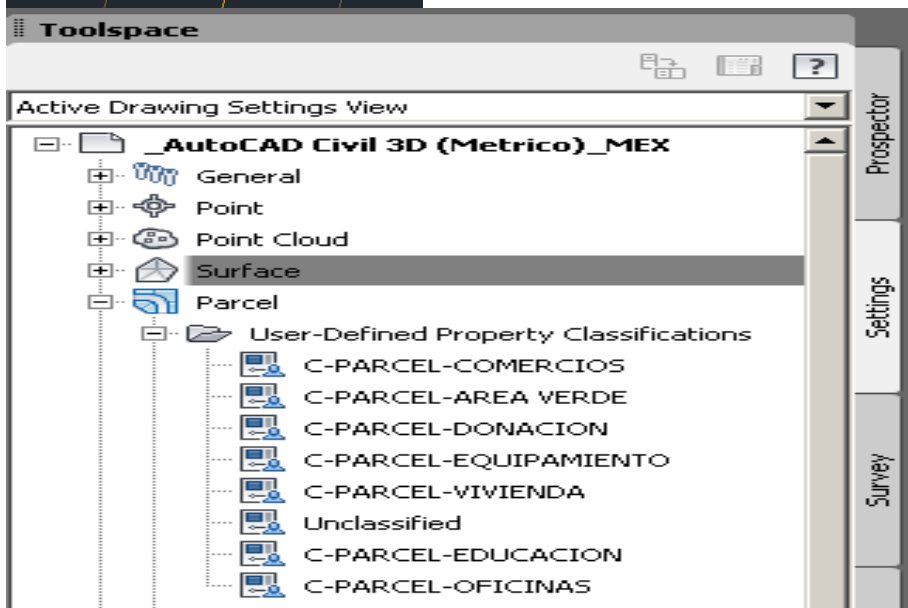 Toolspace
?
Active Drawing Settings View
_AutoCAD Civil 3D (Metrico)_MEX
General
Point
Point Cloud
Surface
Parcel
User-Defined Property Classifications
C-PARCEL-COMERCIOS
C-PARCEL-AREA VERDE
C-PARCEL-DONACION
C-PARCEL-EQUIPAMIENTO
C-PARCEL-VIVIENDA
Unclassified
C-PARCEL-EDUCACION
C-PARCEL-OFICINAS
Prospector
Settings
Survey